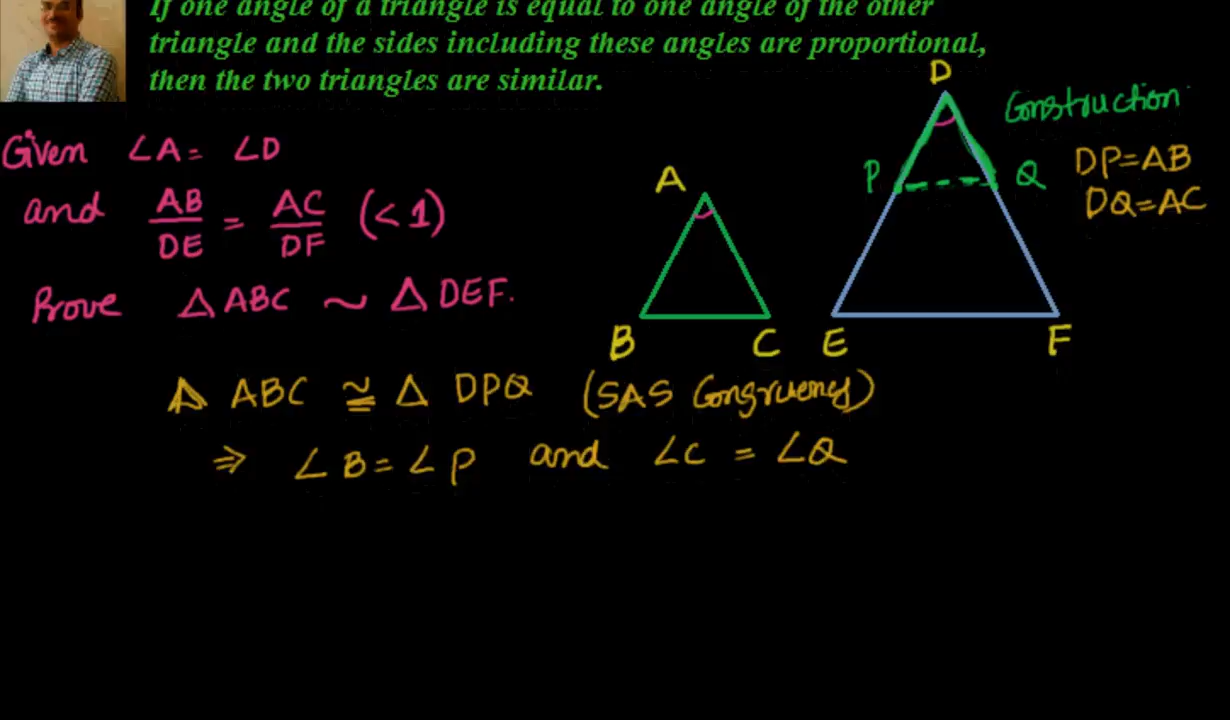 If one angle of a triangle is equal to one angle of the other
triangle and the sides including these angles are proportional,
then the two triangles are similar.
Given ∠A = ∠D
and AB/DE = AC/DF (< 1)
Prove △ ABC ~ △ DEF.
A
B
C
D
P
Q
E
F
Construction
DP=AB
DQ=AC
△ ABC ≅ △ DPQ (SAS Congruency)
⇒ ∠B = ∠P and ∠C = ∠Q